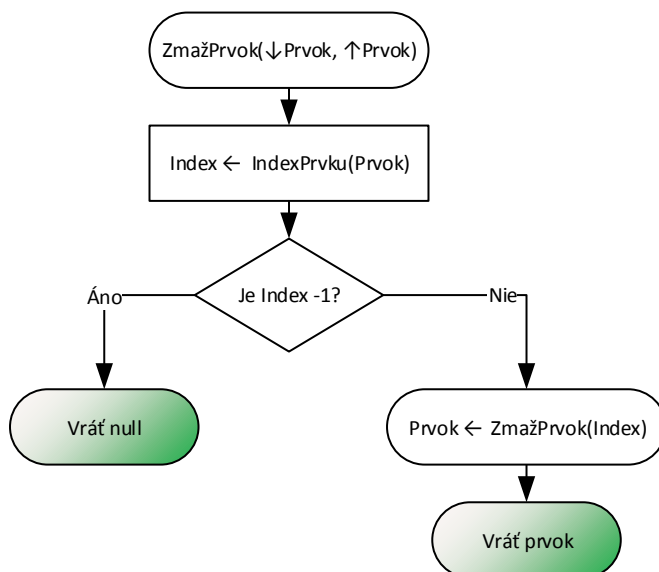 ZmažPrvok(↓Prvok, ↑Prvok)
Index ← IndexPrvku(Prvok)
Je Index -1?
Áno
Nie
Vráť null
Prvok ← ZmažPrvok(Index)
Vráť prvok